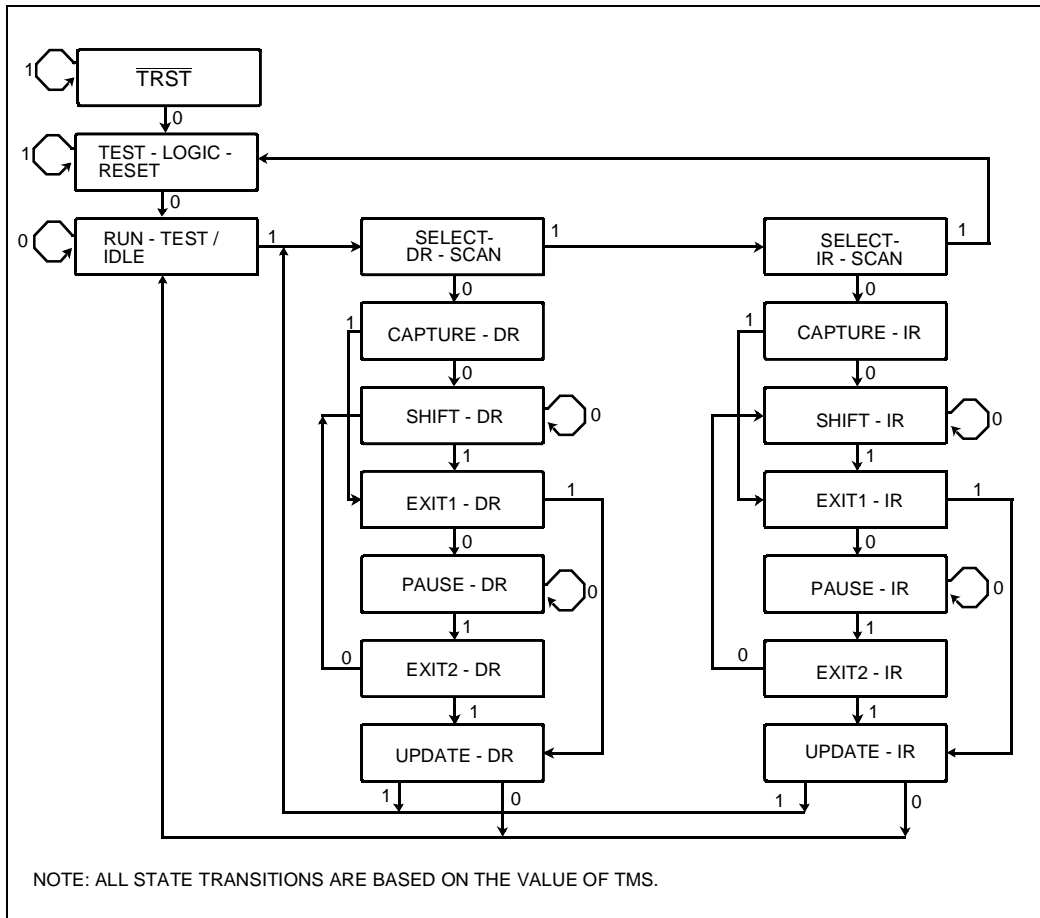 1
TRST
0
1
TEST - LOGIC -
RESET
0
0
RUN - TEST /
IDLE
1
SELECT-
DR - SCAN
1
SELECT-
IR - SCAN
1
0
0
1
CAPTURE - DR
1
CAPTURE - IR
0
0
SHIFT - DR
0
SHIFT - IR
0
1
1
EXIT1 - DR
1
EXIT1 - IR
1
0
0
PAUSE - DR
0
PAUSE - IR
0
1
1
0
EXIT2 - DR
0
EXIT2 - IR
1
1
UPDATE - DR
UPDATE - IR
1
0
1
0
NOTE: ALL STATE TRANSITIONS ARE BASED ON THE VALUE OF TMS.